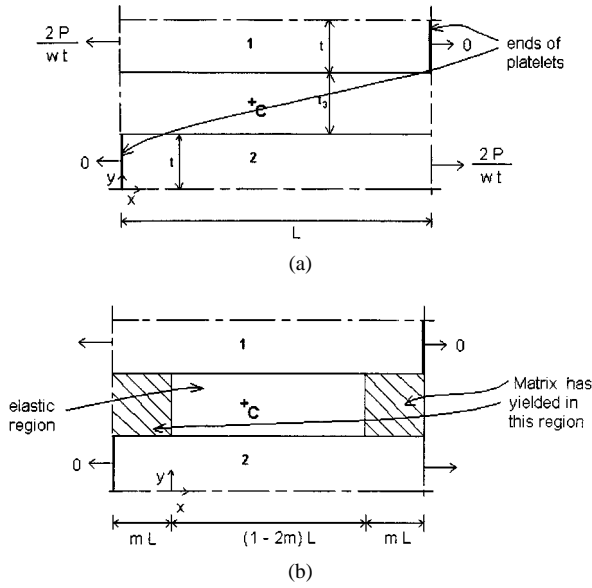 2 P
w t
1
t
0
ends of
platelets
+C
t₃
0
y
x
t
2
2 P
w t
L
(a)
1
0
elastic
region
+C
Matrix has
yielded in
this region
0
y
2
x
m L
(1 - 2m) L
m L
(b)